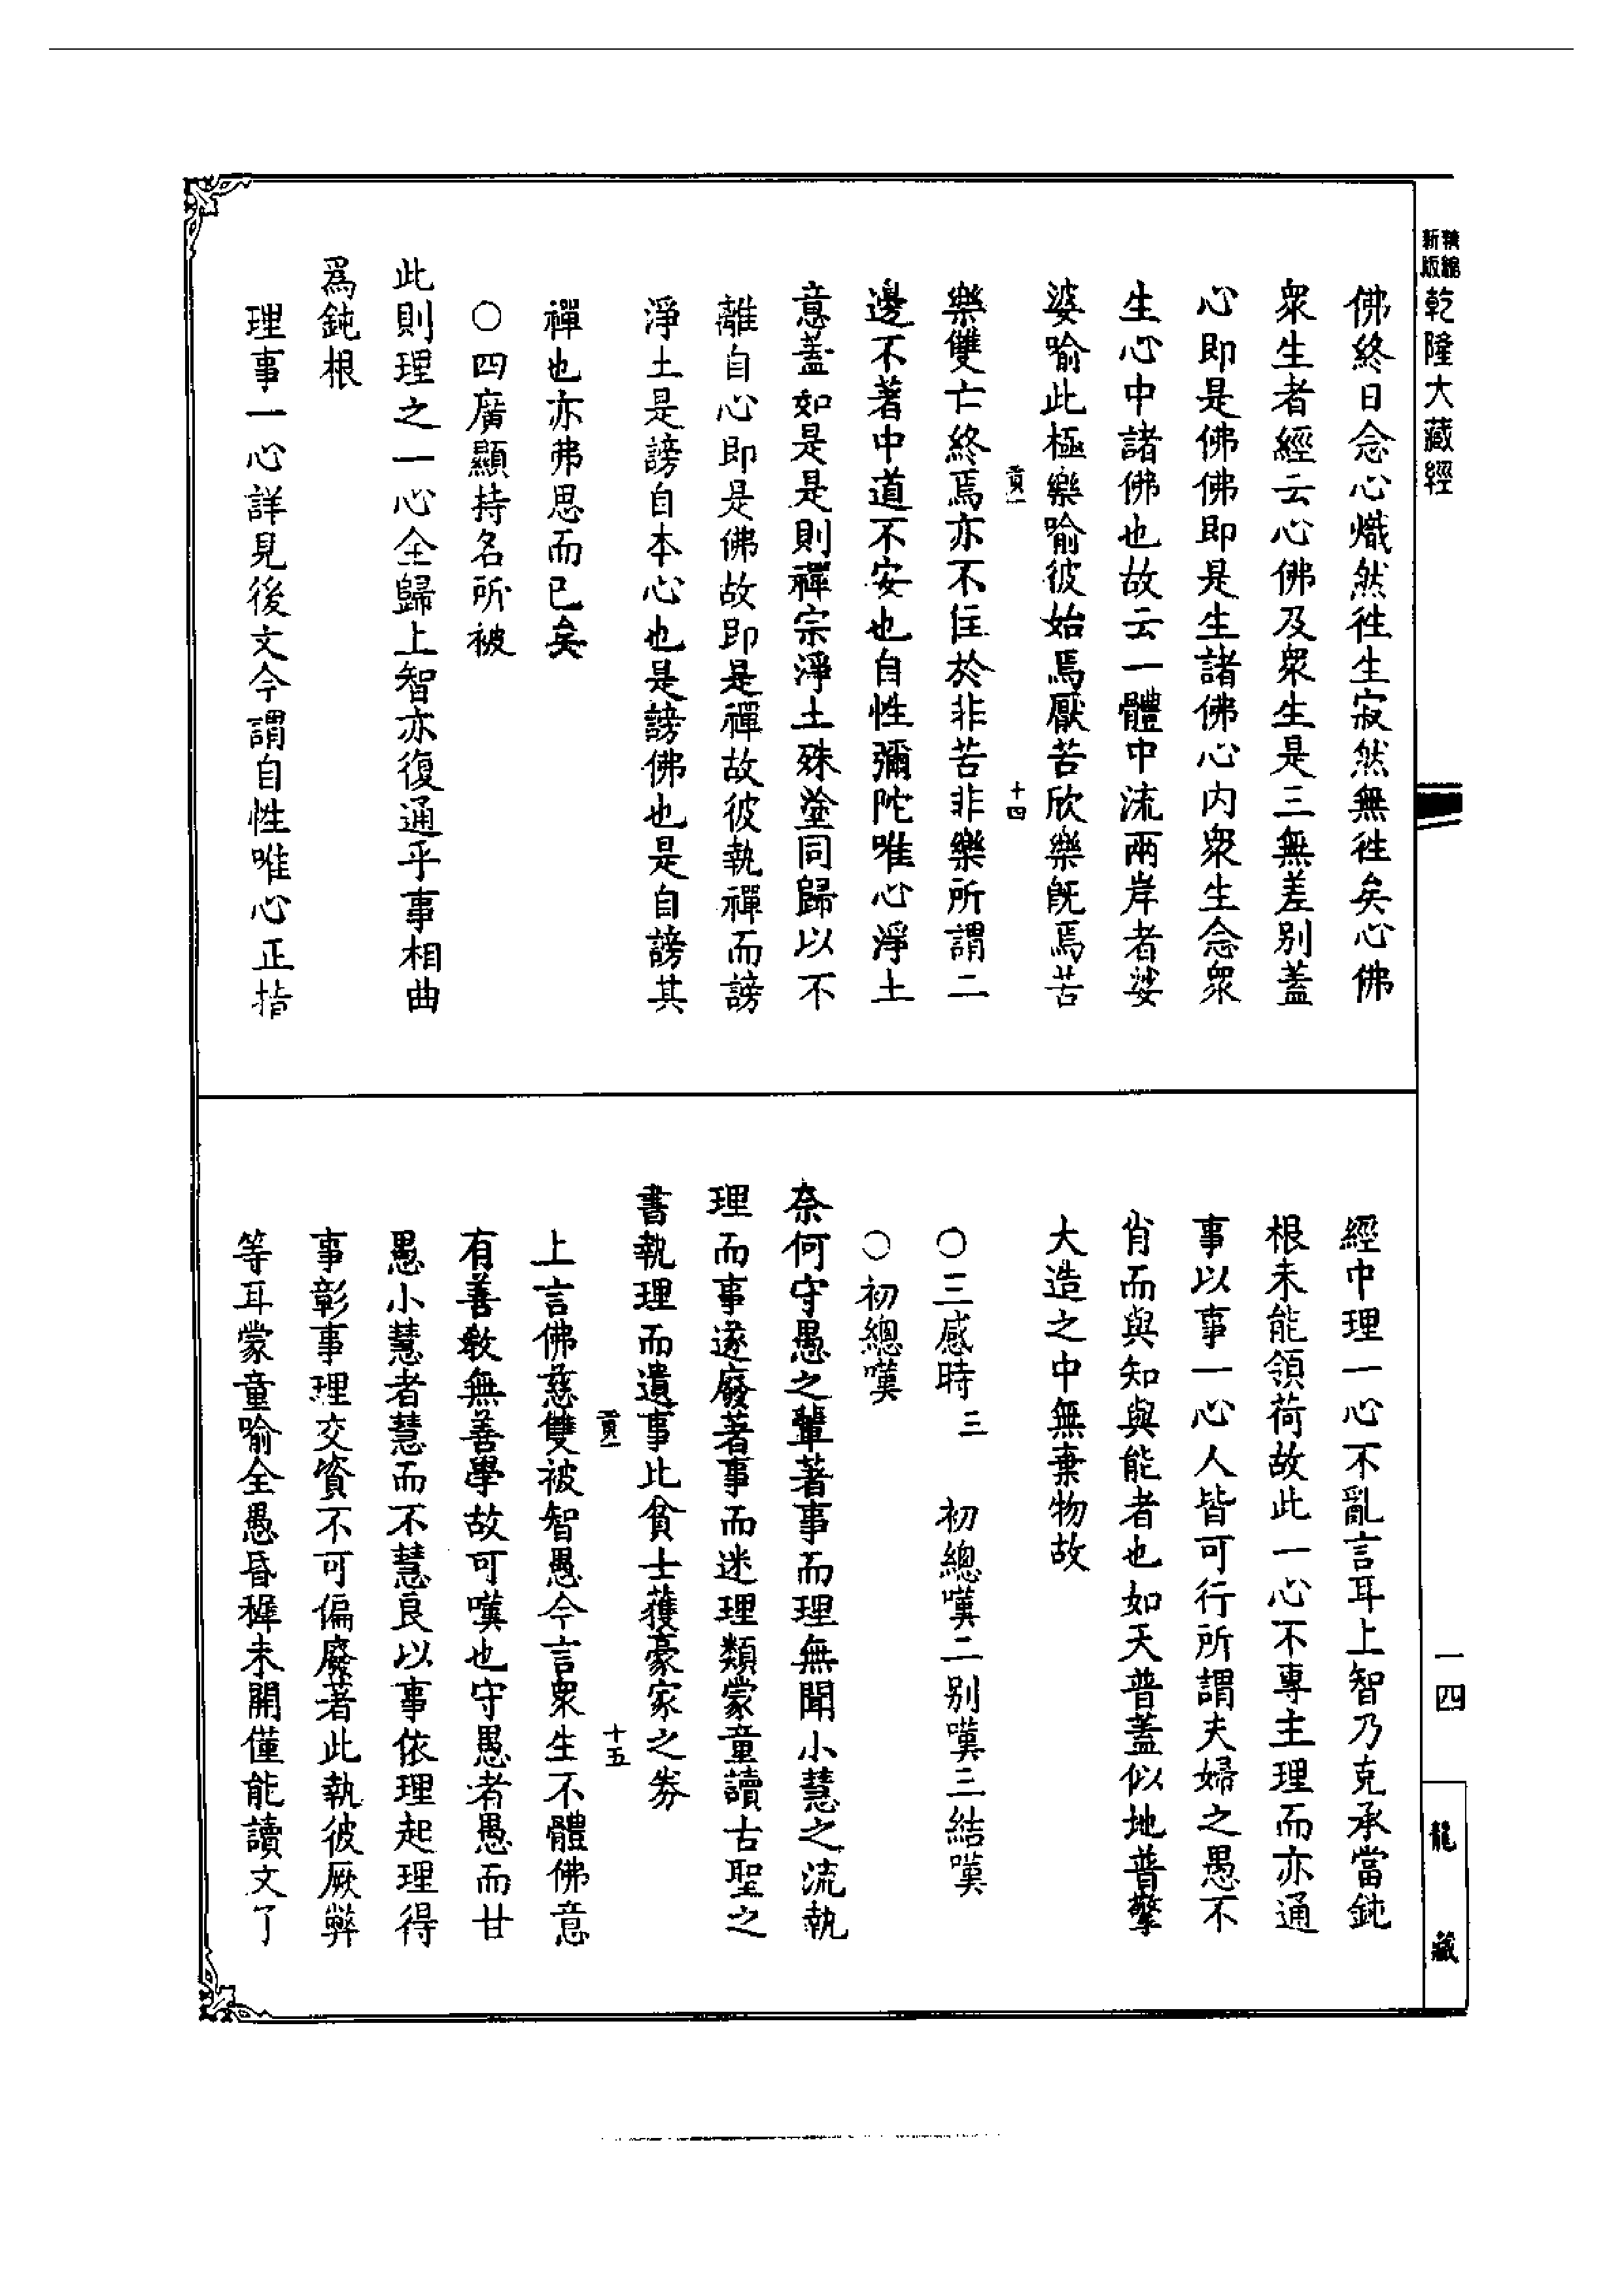 新版 精縮
乾隆大藏經
一四
龍藏
佛終日念心熾然徃生寂然無徃矣心佛
衆生者經云心佛及衆生是三無差别蓋
心即是佛佛即是生諸佛心内衆生念衆
生心中諸佛也故云一體中流兩岸者娑
婆喻此極樂喻彼始焉厭苦欣樂旣焉苦
十四
樂雙亡終焉亦不住於非苦非樂所謂二
邊不著中道不安也自性彌陀唯心淨土
意蓋如是是則禪宗淨土殊塗同歸以不
離自心即是佛故即是禪故彼執禪而謗
淨土是謗自本心也是謗佛也是自謗其
禪也亦弗思而已矣
○四廣顯持名所被
此則理之一心全歸上智亦復通乎事相曲
爲鈍根
理事一心詳見後文今謂自性唯心正指
經中理一心不亂言耳上智乃克承當鈍
根未能領荷故此一心不專主理而亦通
事以事一心人皆可行所謂夫婦之愚不
肖而與知與能者也如天普蓋似地普擎
大造之中無棄物故
○三感時三 初總嘆二别嘆三結嘆
○初總嘆
奈何守愚之輩著事而理無聞小慧之流執
理而事遂廢著事而迷理類蒙童讀古聖之
書執理而遺事比貧士獲豪家之券
十五
上言佛慈雙被智愚今言衆生不體佛意
有善教無善學故可嘆也守愚者愚而甘
愚小慧者慧而不慧良以事依理起理得
事彰事理交資不可偏廢著此執彼厥弊
等耳蒙童喻全愚昏穉未開僅能讀文了